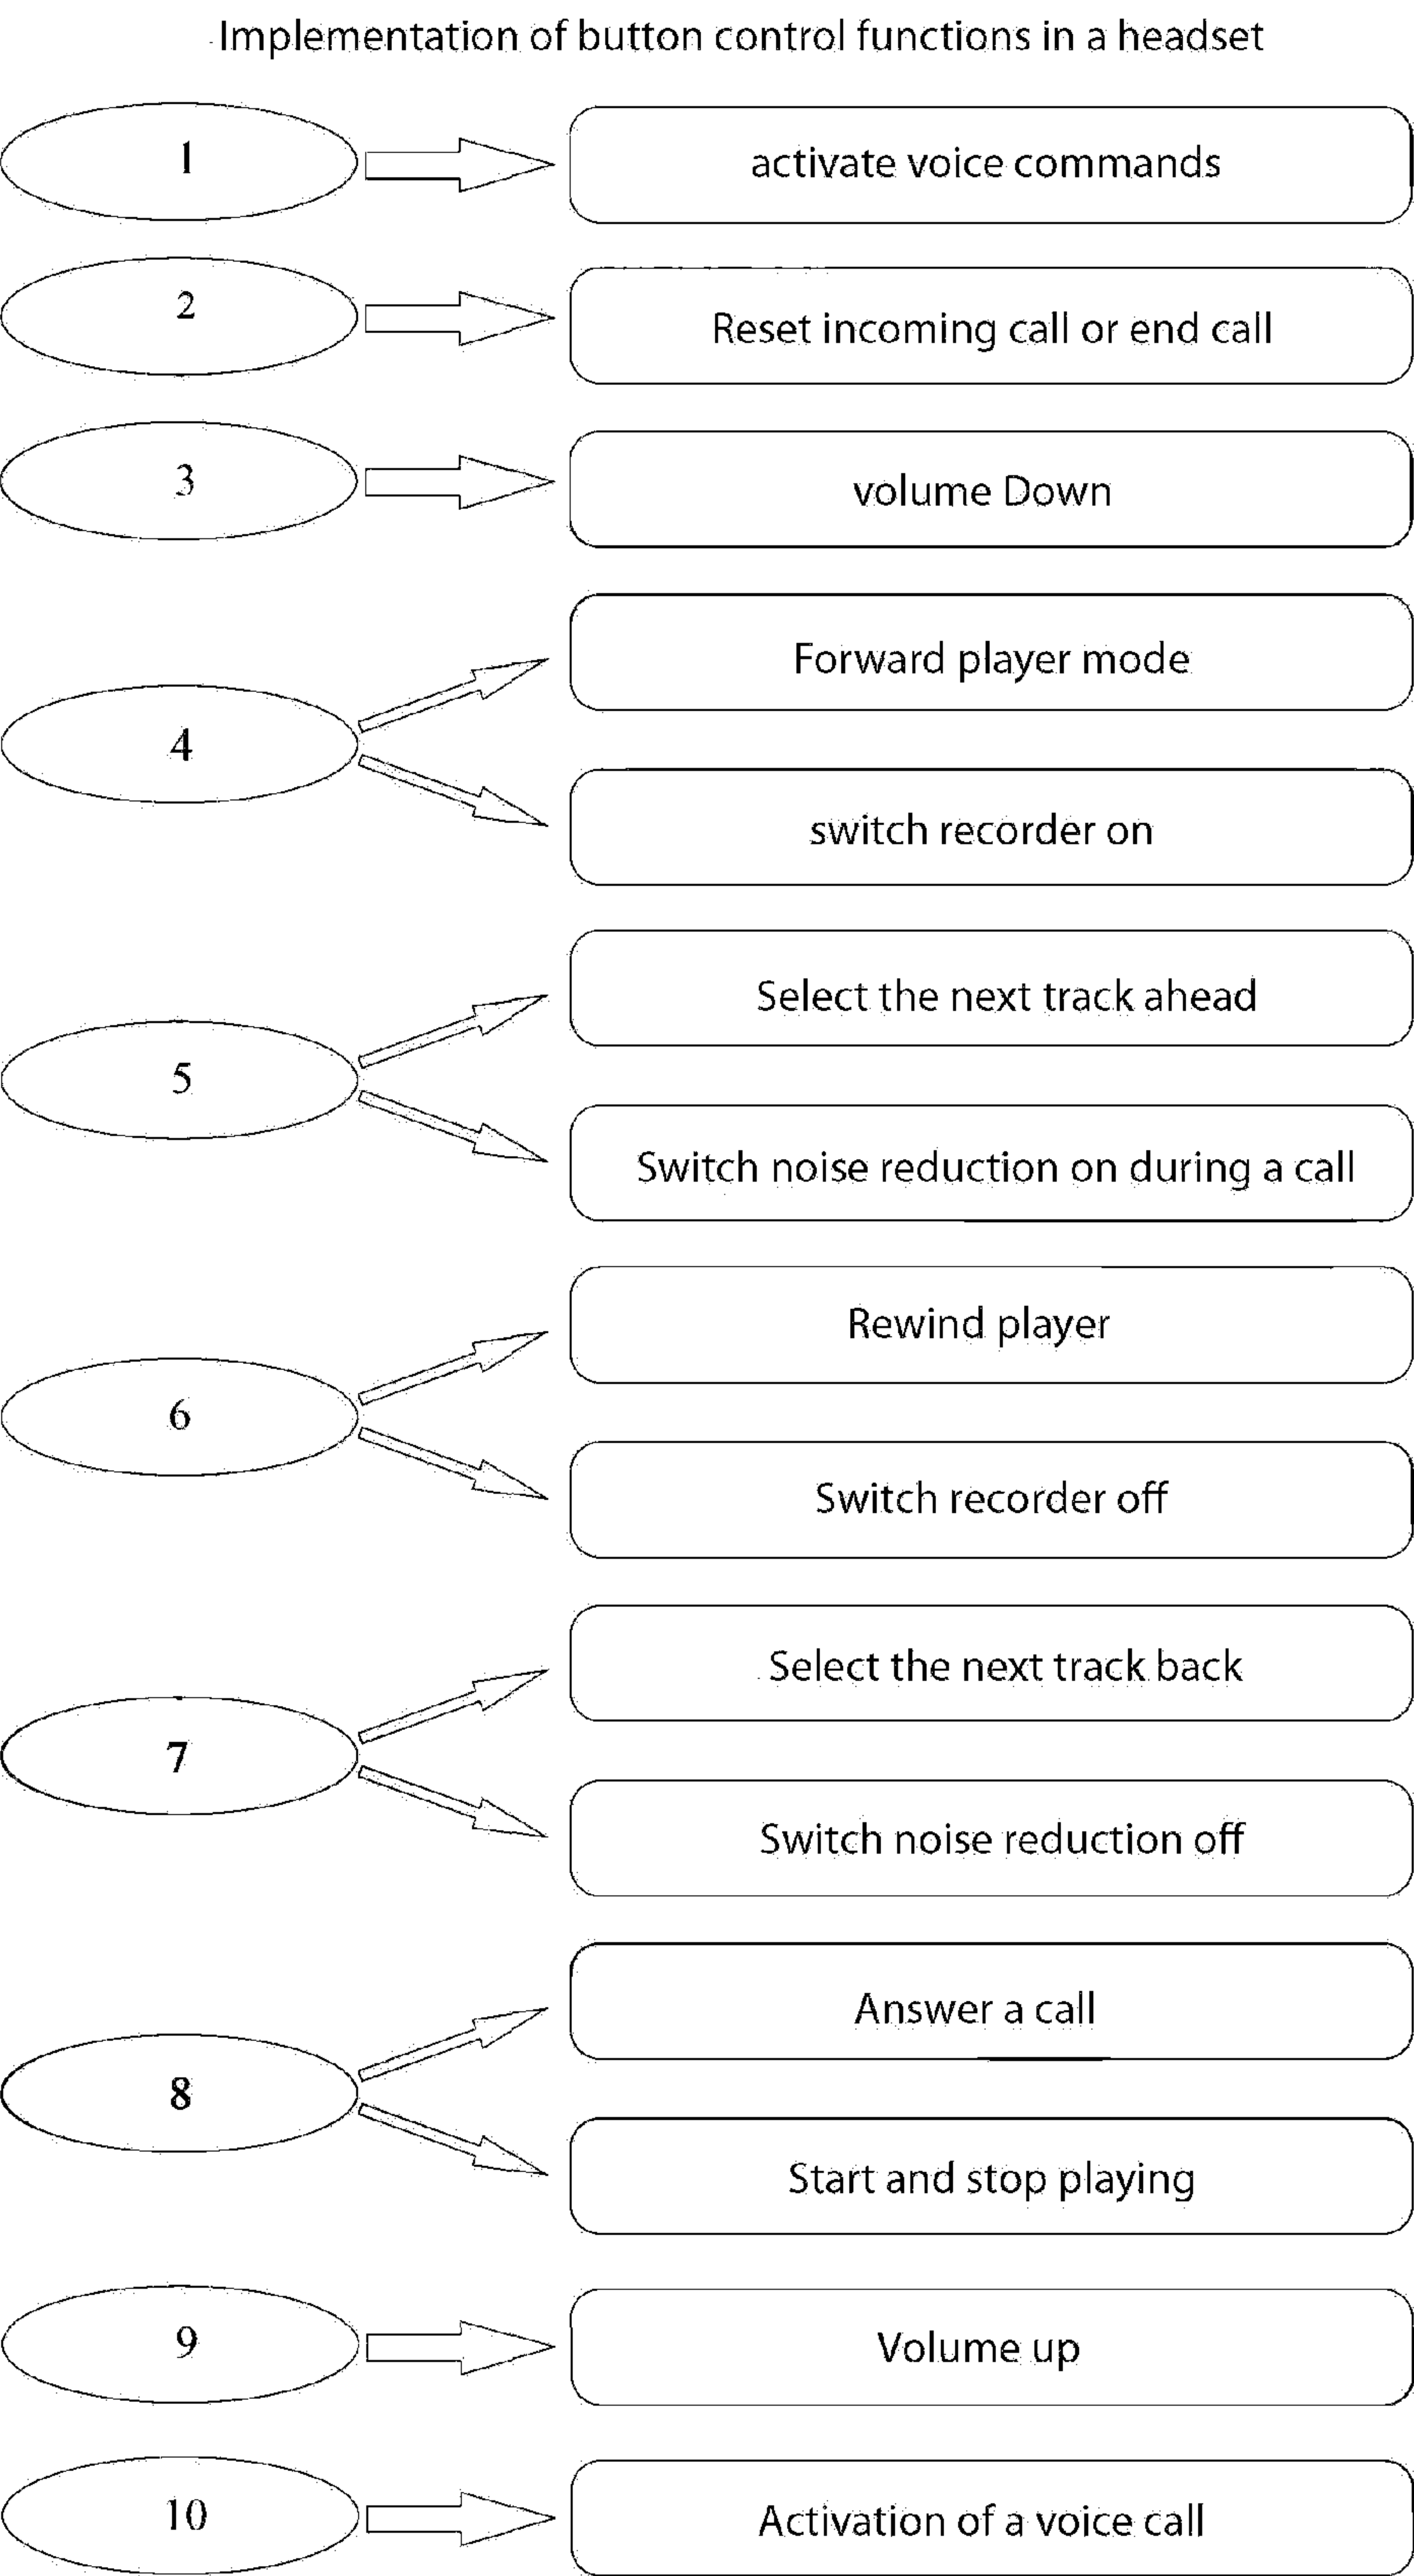 Implementation of button control functions in a headset
1
activate voice commands
2
Reset incoming call or end call
3
volume Down
4
Forward player mode
switch recorder on
5
Select the next track ahead
Switch noise reduction on during a call
6
Rewind player
Switch recorder off
7
Select the next track back
Switch noise reduction off
8
Answer a call
Start and stop playing
9
Volume up
10
Activation of a voice call